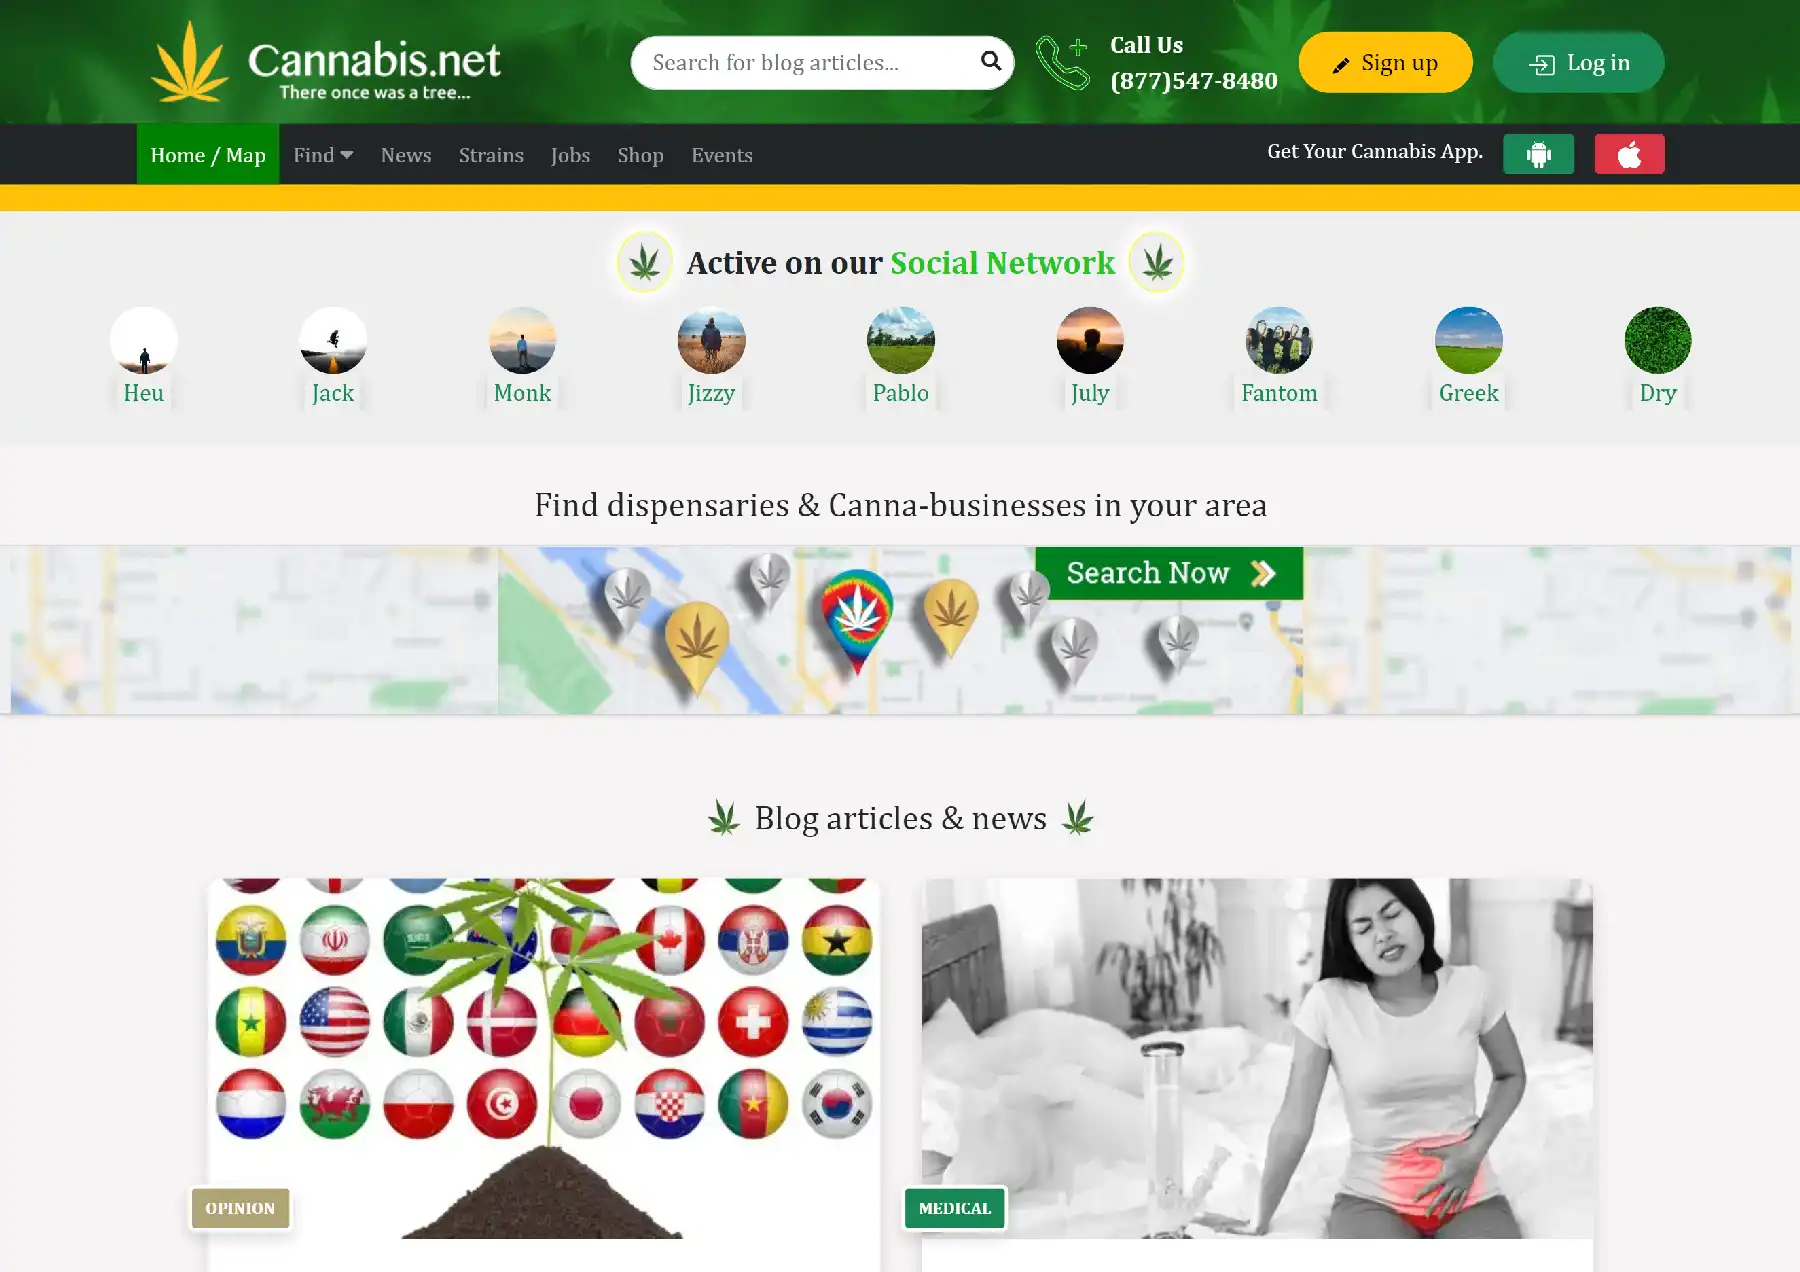 Cannabis.net
There once was a tree...
Search for blog articles...
Call Us
(877)547-8480
Sign up
Log in
Home / Map
Find
News
Strains
Jobs
Shop
Events
Get Your Cannabis App.
Active on our Social Network
Heu
Jack
Monk
Jizzy
Pablo
July
Fantom
Greek
Dry
Find dispensaries & Canna-businesses in your area
Search Now
Blog articles & news
OPINION
MEDICAL